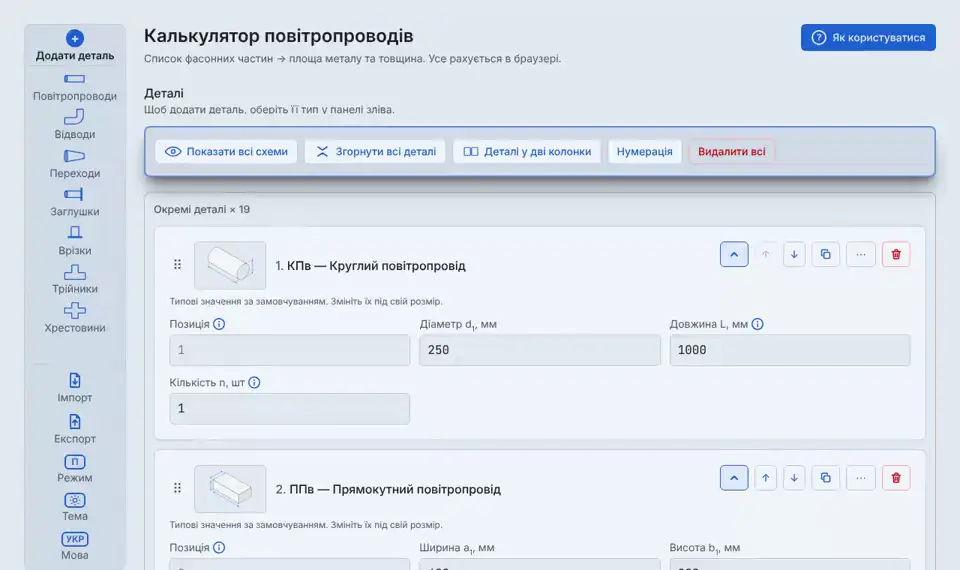 Додати деталь
Повітропроводи
Відводи
Переходи
Заглушки
Врізки
Трійники
Хрестовини
Імпорт
Експорт
П
Режим
Тема
УКР
Мова
Калькулятор повітропроводів
Список фасонних частин → площа металу та товщина. Усе рахується в браузері.
? Як користуватися
Деталі
Щоб додати деталь, оберіть її тип у панелі зліва.
Показати всі схеми
Згорнути всі деталі
Деталі у дві колонки
Нумерація
Видалити всі
Окремі деталі × 19
1. КПв — Круглий повітропровід
Типові значення за замовчуванням. Змініть їх під свій розмір.
Позиція
Діаметр d1, мм
Довжина L, мм
1
250
1000
Кількість n, шт
1
2. ППв — Прямокутний повітропровід
Типові значення за замовчуванням. Змініть їх під свій розмір.
Позиція
Ширина a1, мм
Висота b1, мм